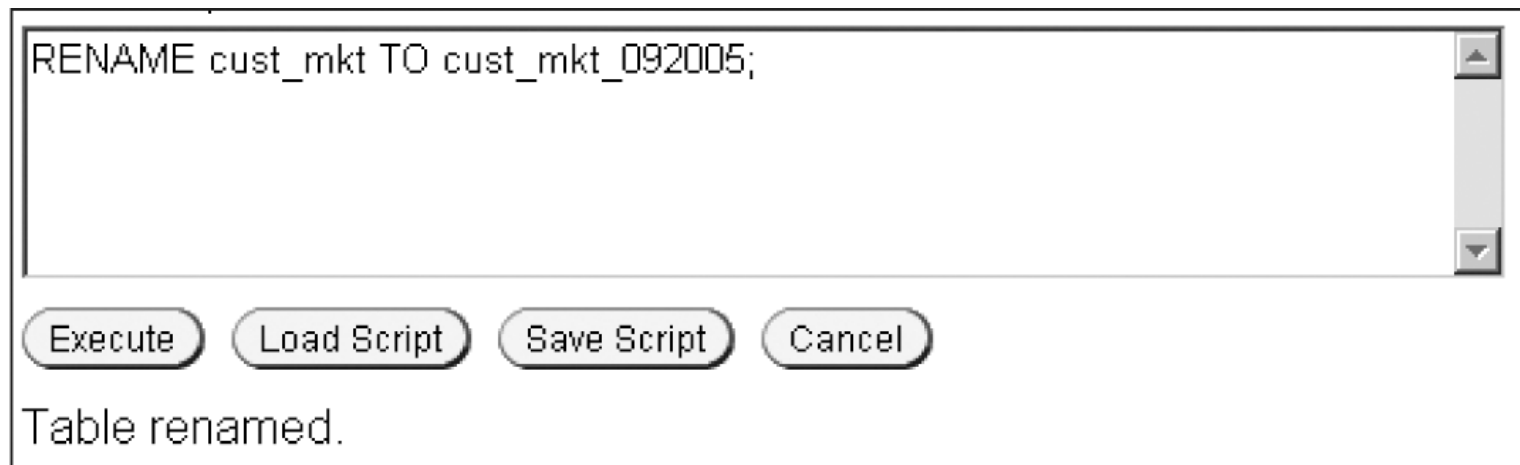 RENAME cust_mkt TO cust_mkt_092005;
Execute Load Script Save Script Cancel
Table renamed.